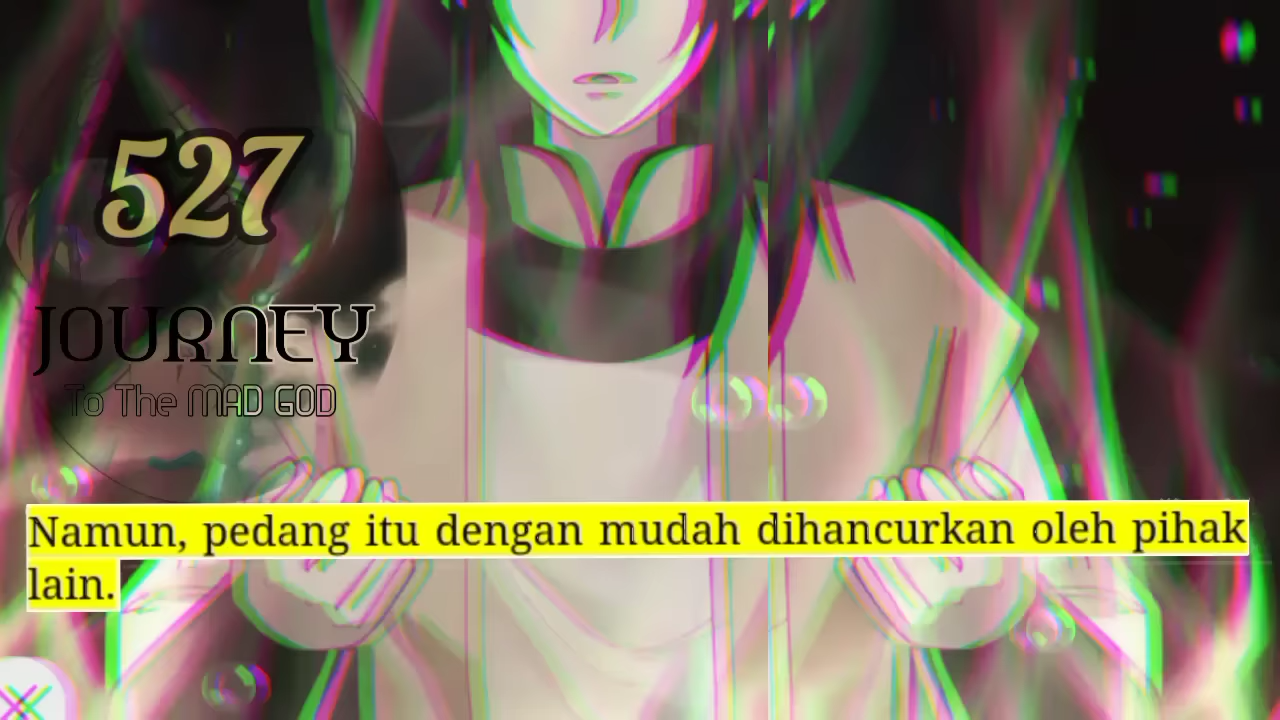 527
JOURNEY
To The MAD GOD
Namun, pedang itu dengan mudah dihancurkan oleh pihak
lain.